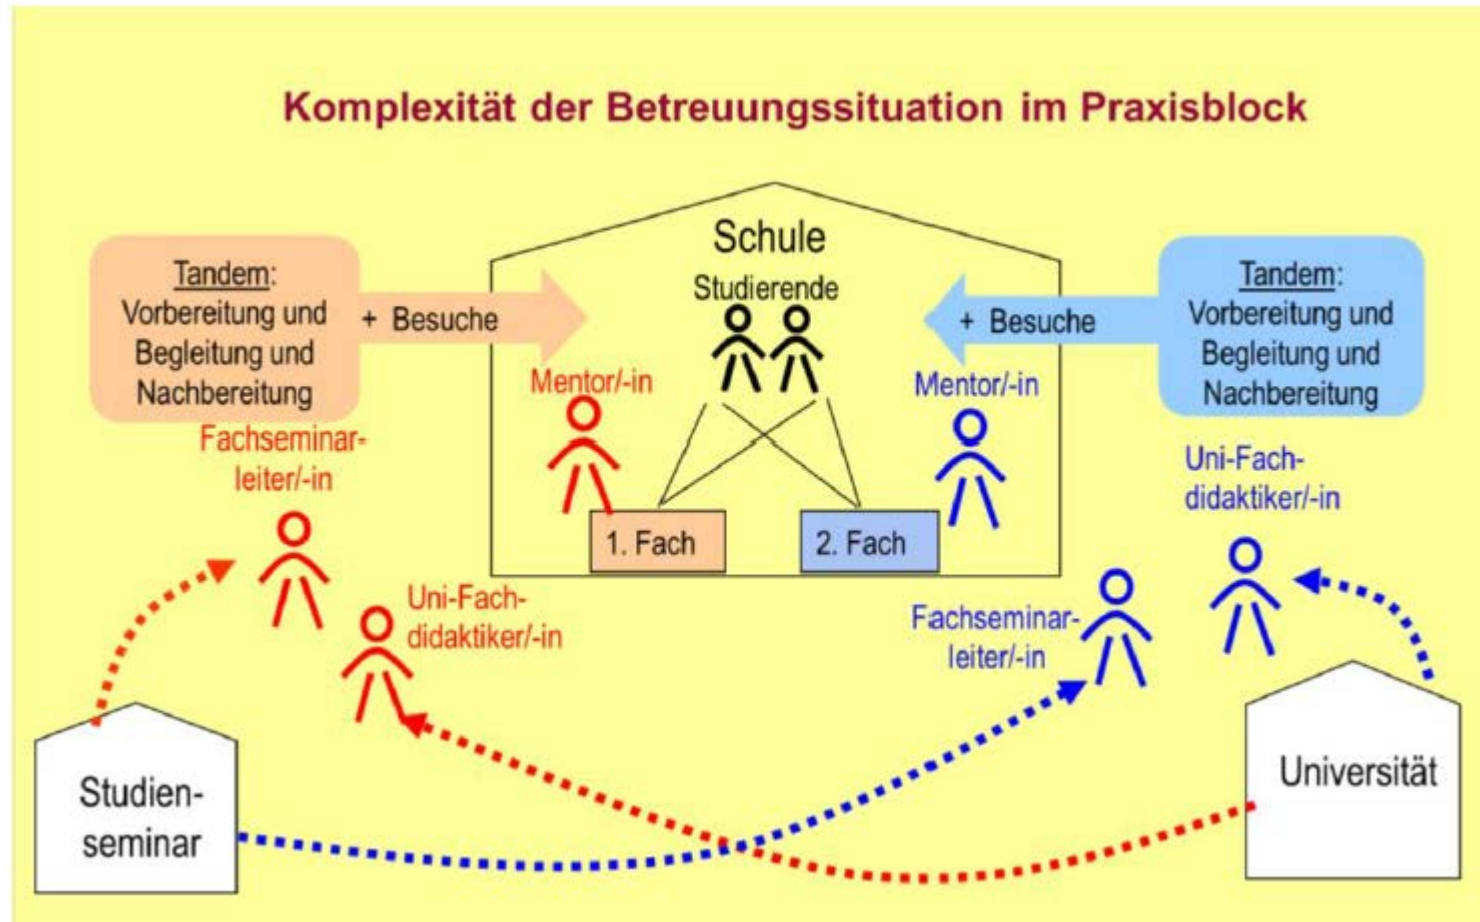 Komplexität der Betreuungssituation im Praxisblock
Schule
Studierende
Tandem:
Vorbereitung und
Begleitung und
Nachbereitung
+ Besuche
+ Besuche
Tandem:
Vorbereitung und
Begleitung und
Nachbereitung
Mentor/-in
Mentor/-in
Fachseminar-
leiter/-in
Uni-Fach-
didaktiker/-in
1. Fach
2. Fach
Uni-Fach-
didaktiker/-in
Fachseminar-
leiter/-in
Studien-
seminar
Universität